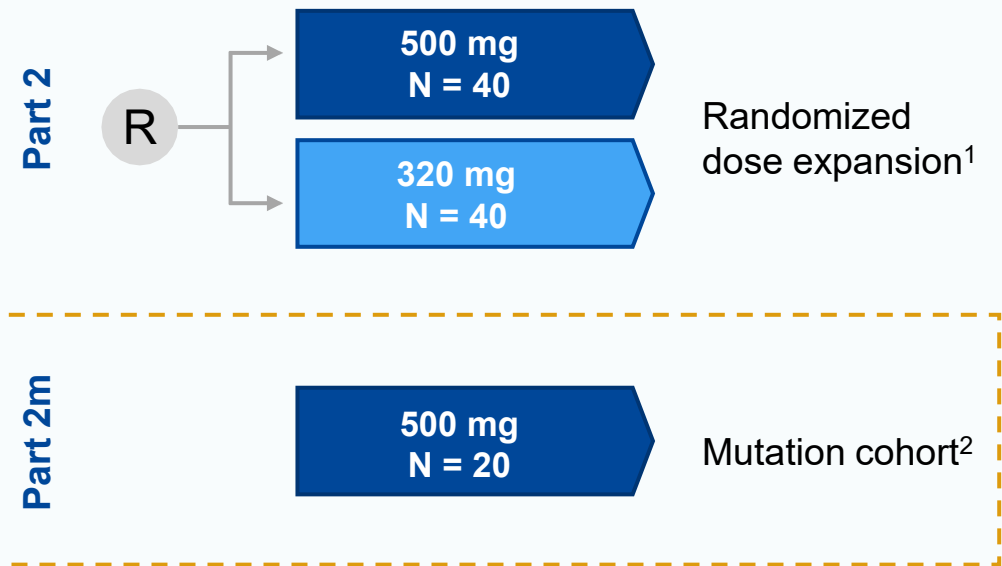 Part 2
R
500 mg
N = 40
320 mg
N = 40
Randomized
dose expansion¹
Part 2m
500 mg
N = 20
Mutation cohort²